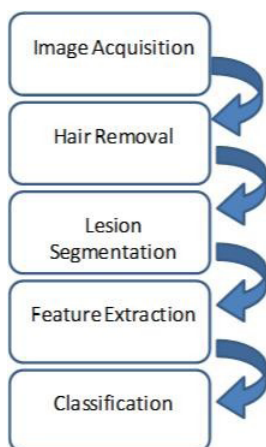 Image Acquisition
Hair Removal
Lesion
Segmentation
Feature Extraction
Classification